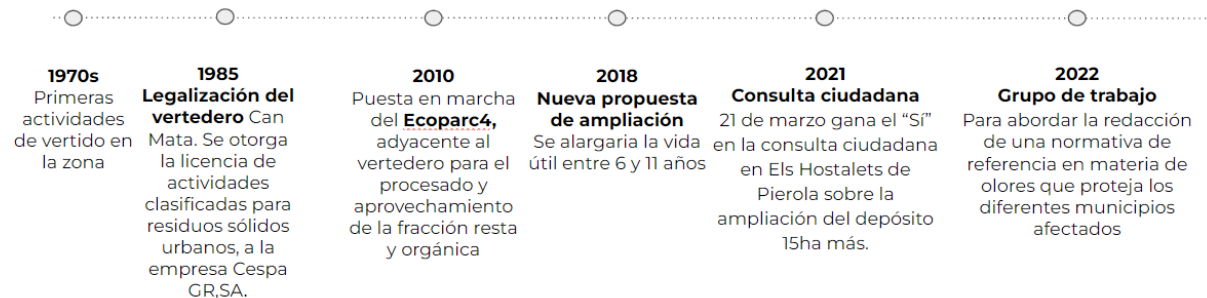 1970s
Primeras
actividades
de vertido en
la zona
1985
Legalización del
vertedero Can
Mata. Se otorga
la licencia de
actividades
clasificadas para
residuos sólidos
urbanos, a la
empresa Cespa
GR,SA.
2010
Puesta en marcha
del Ecoparc4,
adyacente al
vertedero para el
procesado y
aprovechamiento
de la fracción resta
y orgánica
2018
Nueva propuesta
de ampliación
Se alargaria la vida
útil entre 6 y 11 años
2021
Consulta ciudadana
21 de marzo gana el “Sí”
en la consulta ciudadana
en Els Hostalets de
Pierola sobre la
ampliación del depósito
15ha más.
2022
Grupo de trabajo
Para abordar la redacción
de una normativa de
referencia en materia de
olores que proteja los
diferentes municipios
afectados